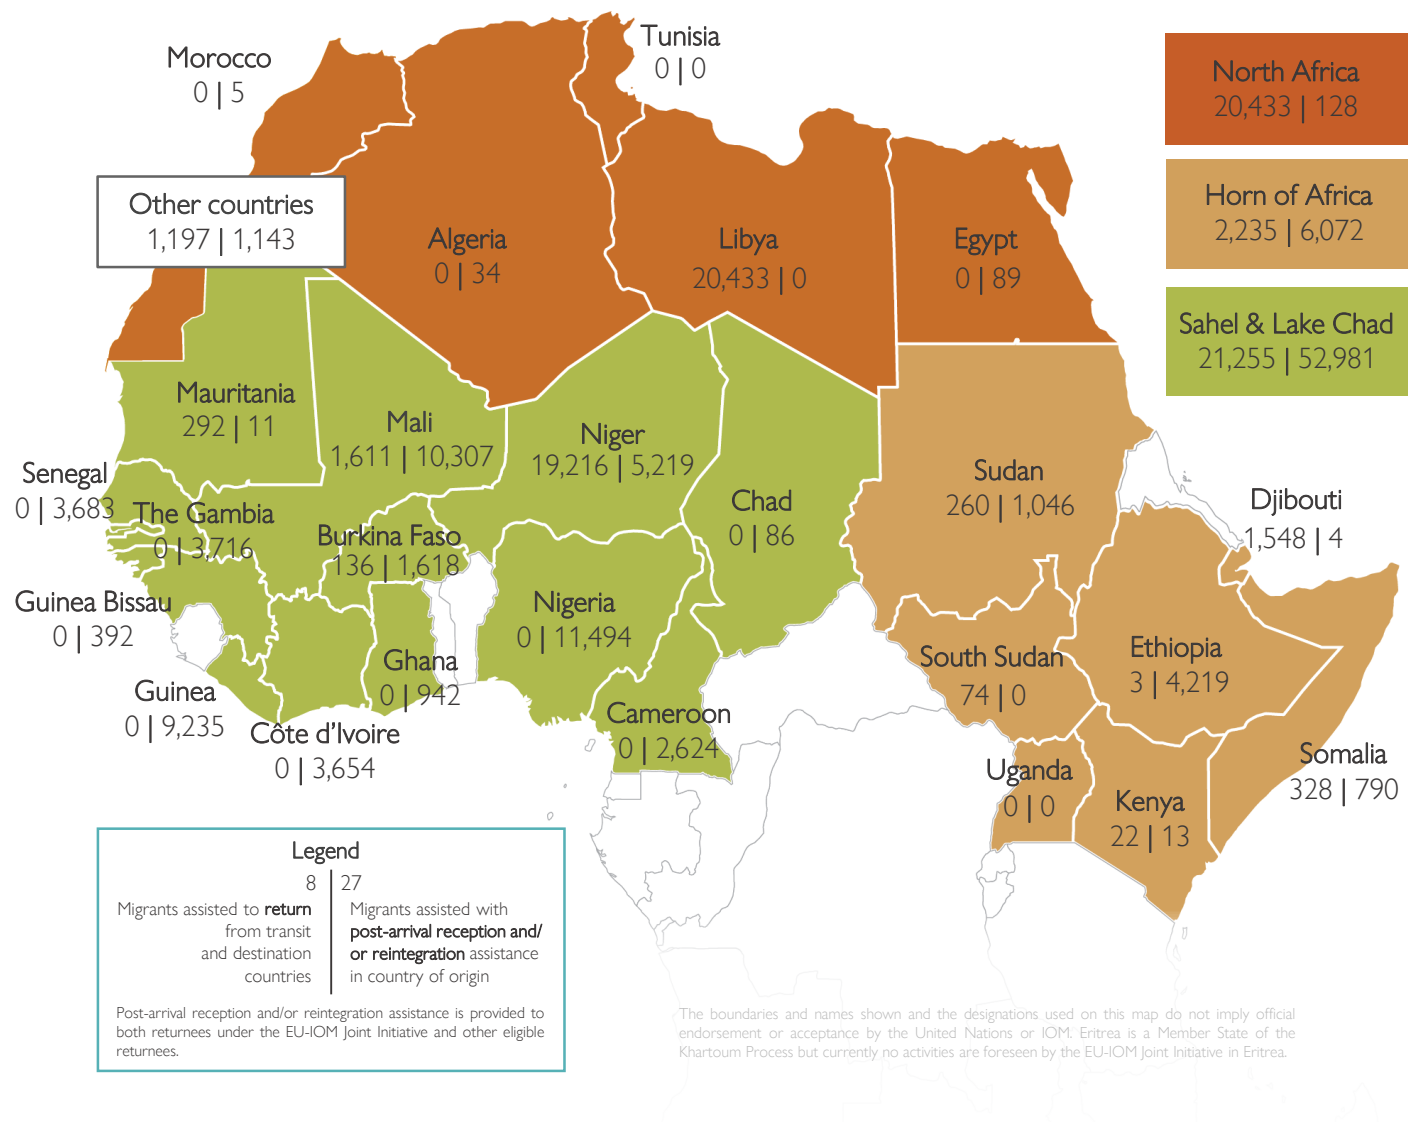 Tunisia
0 | 0
Morocco
0 | 5
North Africa
20,433 | 128
Horn of Africa
2,235 | 6,072
Sahel & Lake Chad
21,255 | 52,981
Other countries
1,197 | 1,143
Algeria
0 | 34
Libya
20,433 | 0
Egypt
0 | 89
Mauritania
292 | 11
Mali
1,611 | 10,307
Niger
19,216 | 5,219
Chad
0 | 86
Sudan
260 | 1,046
Djibouti
1,548 | 4
Senegal
0 | 3,683
The Gambia
0 | 3,716
Burkina Faso
136 | 1,618
Guinea Bissau
0 | 392
Nigeria
0 | 11,494
Ghana
0 | 942
South Sudan
74 | 0
Ethiopia
3 | 4,219
Guinea
0 | 9,235
Côte d’Ivoire
0 | 3,654
Cameroon
0 | 2,624
Uganda
0 | 0
Kenya
22 | 13
Somalia
328 | 790
Legend
8 | 27
Migrants assisted to return
from transit
and destination
countries
Migrants assisted with
post-arrival reception and/
or reintegration assistance
in country of origin
Post-arrival reception and/or reintegration assistance is provided to
both returnees under the EU-IOM Joint Initiative and other eligible
returnees.
The boundaries and names shown and the designations used on this map do not imply official
endorsement or acceptance by the United Nations or IOM. Eritrea is a Member State of the
Khartoum Process but currently no activities are foreseen by the EU-IOM Joint Initiative in Eritrea.